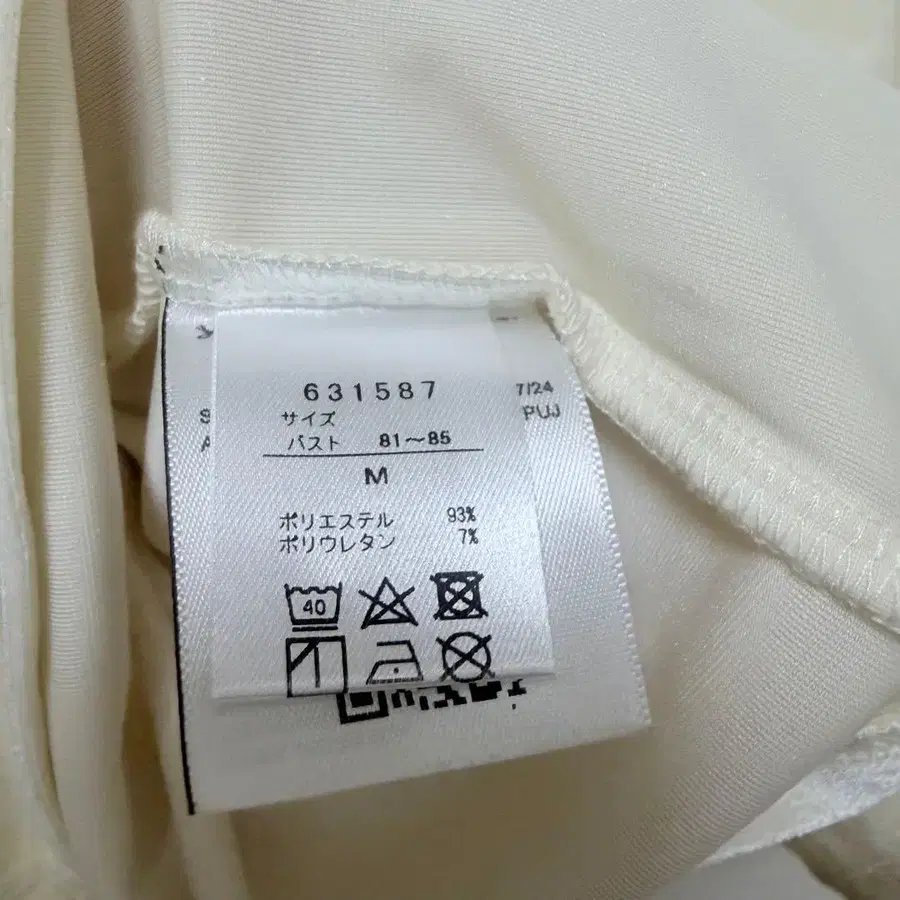 631587
サイズ
バスト 81～85
M
ポリエステル 93%
ポリウレタン 7%
40
7/24
PUJ
S
A